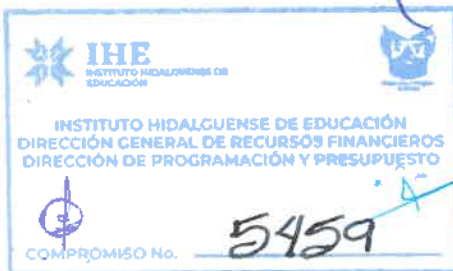 IHE
INSTITUTO HIDALGUENSE DE
EDUCACIÓN
INSTITUTO HIDALGUENSE DE EDUCACIÓN
DIRECCIÓN GENERAL DE RECURSOS FINANCIEROS
DIRECCIÓN DE PROGRAMACIÓN Y PRESUPUESTO
COMPROMISO No. 5459